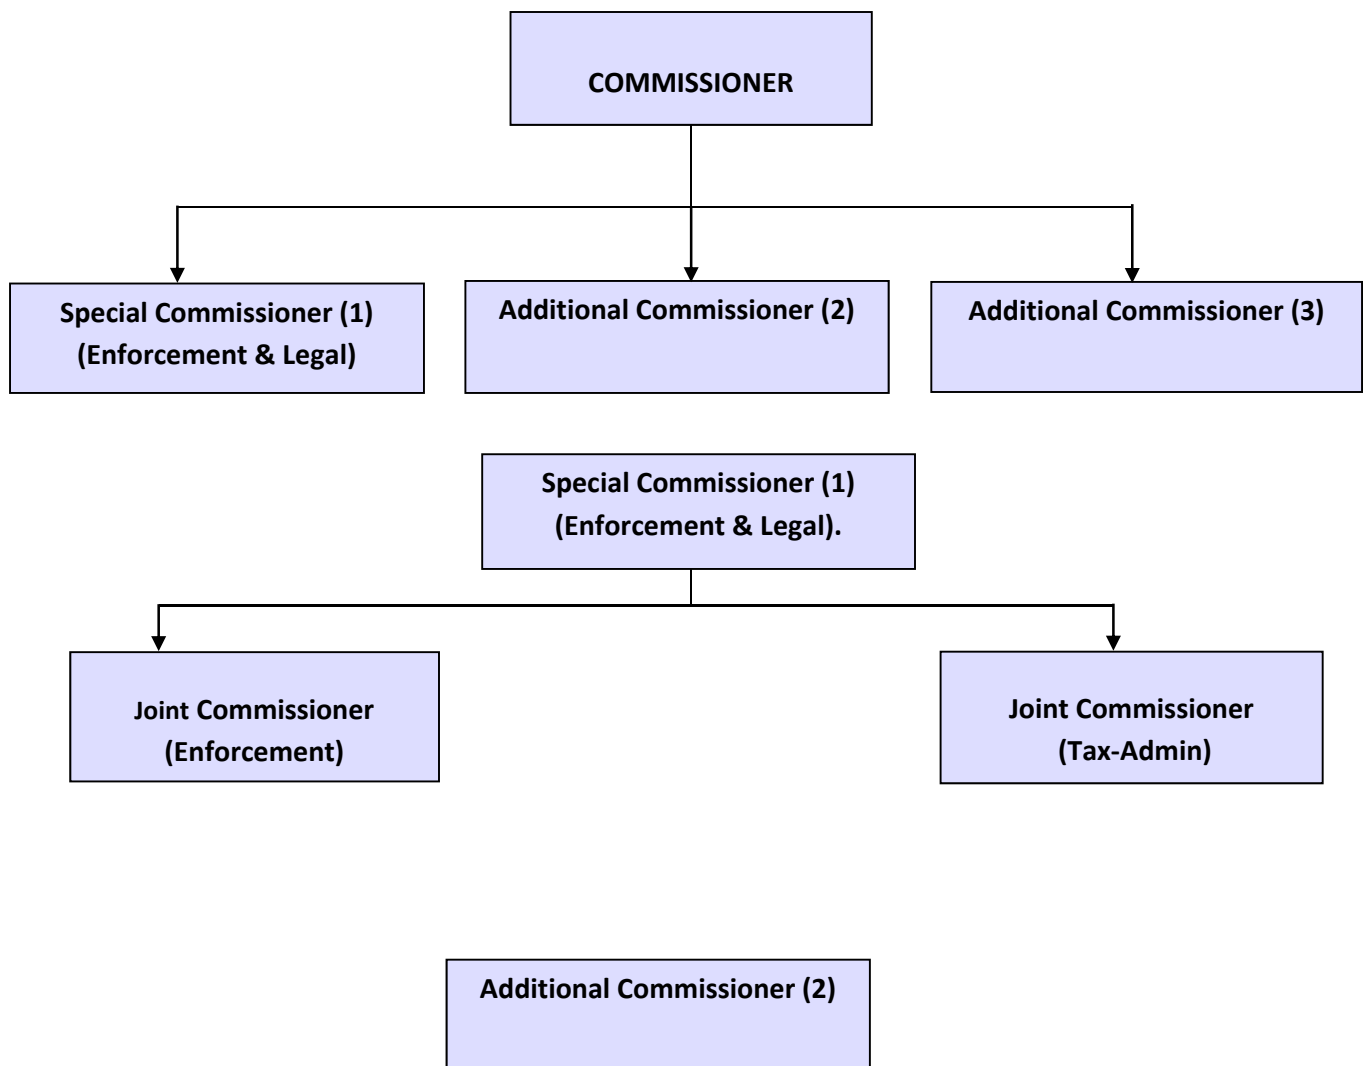 COMMISSIONER
Special Commissioner (1)
(Enforcement & Legal)
Additional Commissioner (2)
Additional Commissioner (3)
Special Commissioner (1)
(Enforcement & Legal).
Joint Commissioner
(Enforcement)
Joint Commissioner
(Tax-Admin)
Additional Commissioner (2)